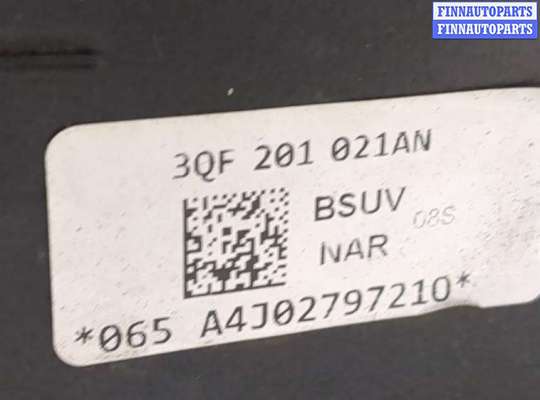 FINNAUTOPARTS
FINNAUTOPARTS
3QF 201 021AN
BSUV
08S
NAR
*065 A4J02797210*